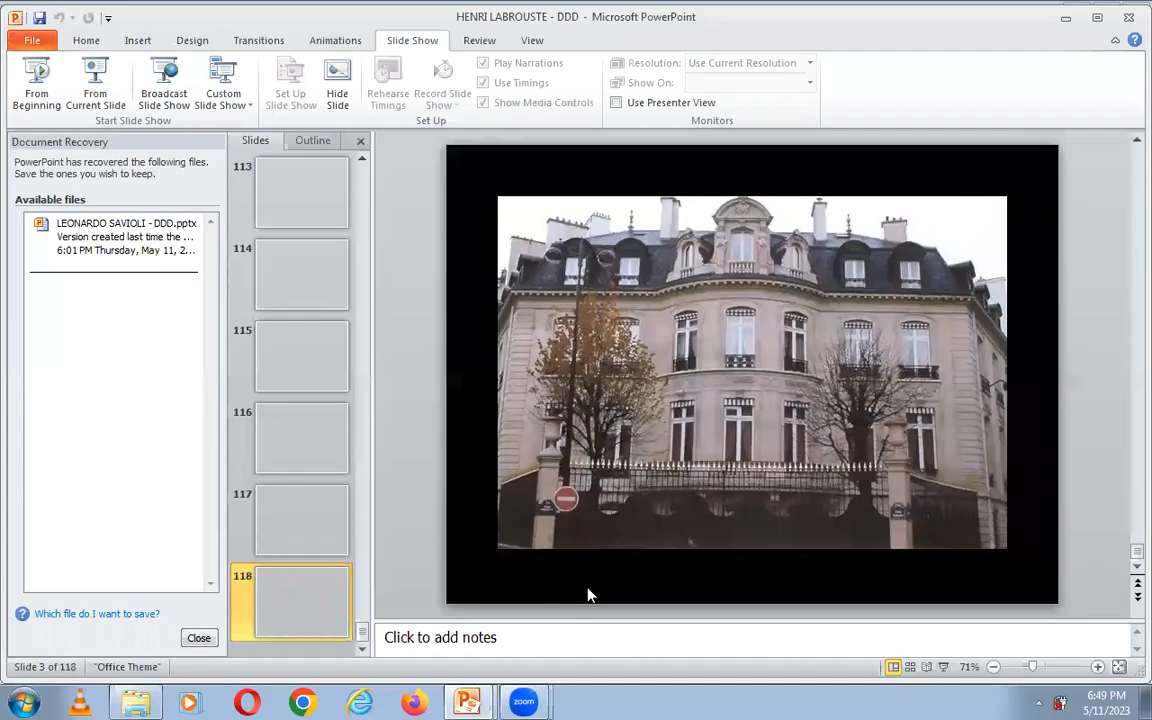 HENRI LABROUSTE - DDD - Microsoft PowerPoint
File Home Insert Design Transitions Animations Slide Show Review View
From Beginning
From Current Slide
Broadcast Slide Show
Custom Slide Show
Start Slide Show
Set Up Slide Show
Hide Slide
Rehearse Timings
Record Slide Show
Play Narrations
Use Timings
Show Media Controls
Set Up
Resolution: Use Current Resolution
Show On:
Use Presenter View
Monitors
Document Recovery
PowerPoint has recovered the following files.
Save the ones you wish to keep.
Available files
LEONARDO SAVIOLI - DDD.pptx
Version created last time the ...
6:01 PM Thursday, May 11, 2...
Which file do I want to save?
Close
Slides Outline
113
114
115
116
117
118
Click to add notes
Slide 3 of 118 "Office Theme" 71%
zoom
6:49 PM
5/11/2023